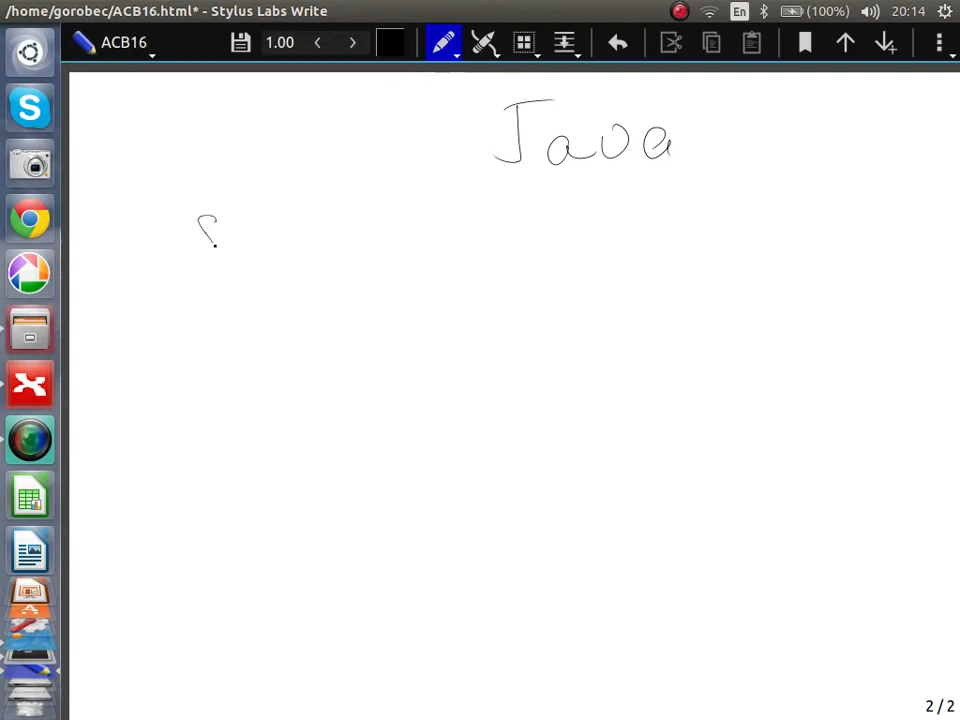 /home/gorobec/ACB16.html* - Stylus Labs Write
En
(100%)
20:14
ACB16
1.00
Java
2 / 2